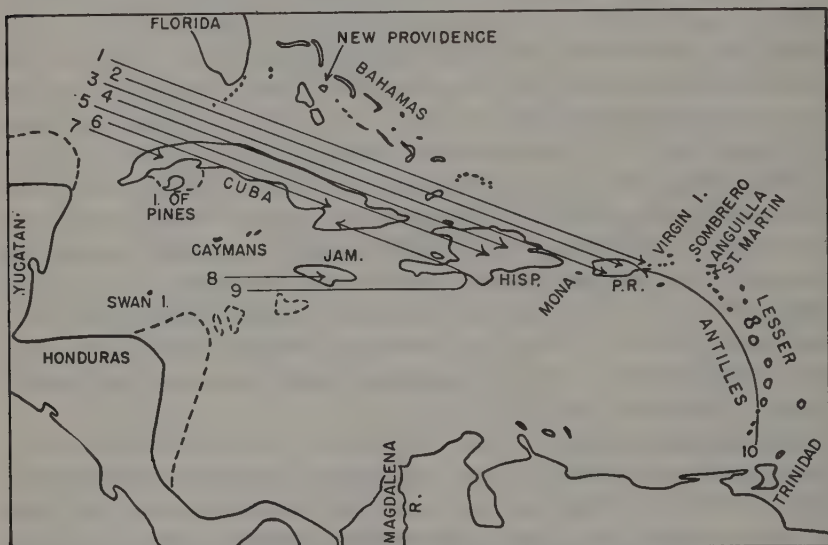 FLORIDA
NEW PROVIDENCE
BAHAMAS
1
2
3
4
5
6
7
CUBA
I. OF
PINES
YUCATAN
CAYMANS
JAM.
8
9
SWAN I.
HONDURAS
HISP.
MONA
P.R.
VIRGIN I.
SOMBRERO
ANGUILLA
ST. MARTIN
LESSER
ANTILLES
10
TRINIDAD
MAGDALENA
R.